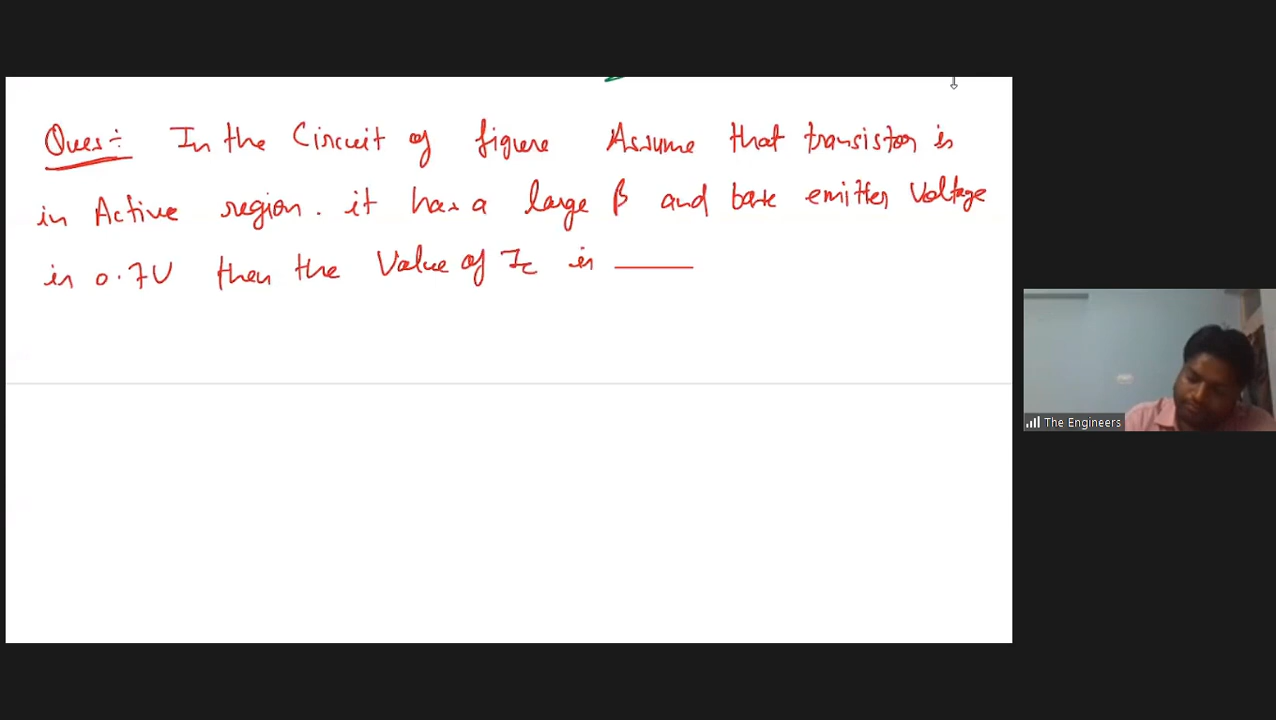 Ques:- In the Circuit of figure Assume that transistor is
in Active region. it has a large β and base emitter Voltage
is 0.7V then the Value of Ic is ____
The Engineers